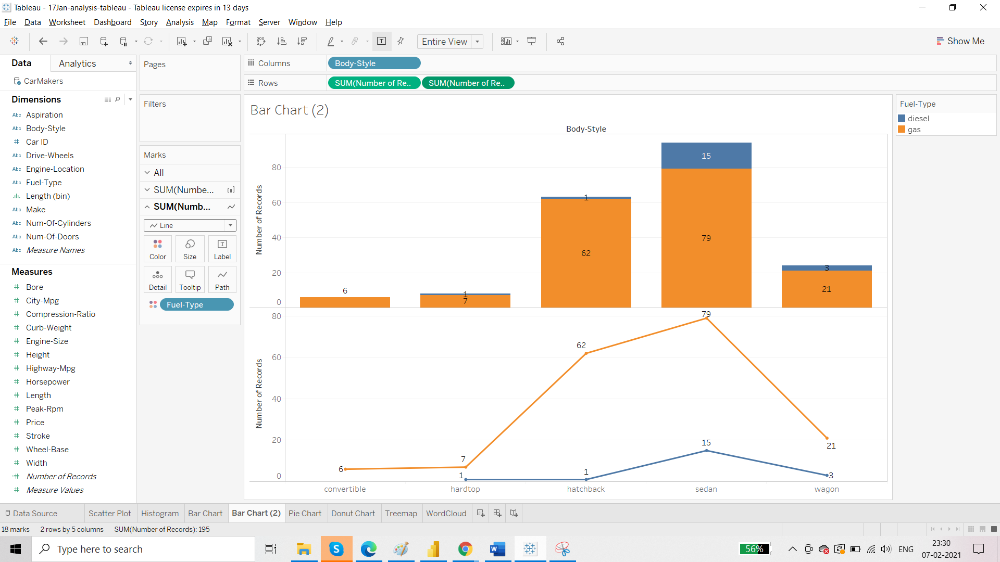 Tableau - 17Jan-analysis-tableau - Tableau license expires in 13 days
File Data Worksheet Dashboard Story Analysis Map Format Server Window Help
Entire View
Show Me
Data Analytics
CarMakers
Dimensions
Abc Aspiration
Abc Body-Style
# Car ID
Abc Drive-Wheels
Abc Engine-Location
Abc Fuel-Type
Length (bin)
Abc Make
Abc Num-Of-Cylinders
Abc Num-Of-Doors
Abc Measure Names
Measures
# Bore
# City-Mpg
# Compression-Ratio
# Curb-Weight
# Engine-Size
# Height
# Highway-Mpg
# Horsepower
# Length
# Peak-Rpm
# Price
# Stroke
# Wheel-Base
# Width
=# Number of Records
# Measure Values
Pages
Filters
Marks
All
SUM(Numbe...
SUM(Numb...
Line
Color Size Label
Detail Tooltip Path
Fuel-Type
Columns Body-Style
Rows SUM(Number of Re.. SUM(Number of Re..
Bar Chart (2)
Body-Style
Number of Records
80
60
40
20
0
6
1
7
1
62
15
79
3
21
Number of Records
80
60
40
20
0
6
7
62
79
21
1
1
15
3
convertible hardtop hatchback sedan wagon
Fuel-Type
diesel
gas
Data Source Scatter Plot Histogram Bar Chart Bar Chart (2) Pie Chart Donut Chart Treemap WordCloud
18 marks 2 rows by 5 columns SUM(Number of Records): 195
Type here to search
56%
ENG
23:30
07-02-2021